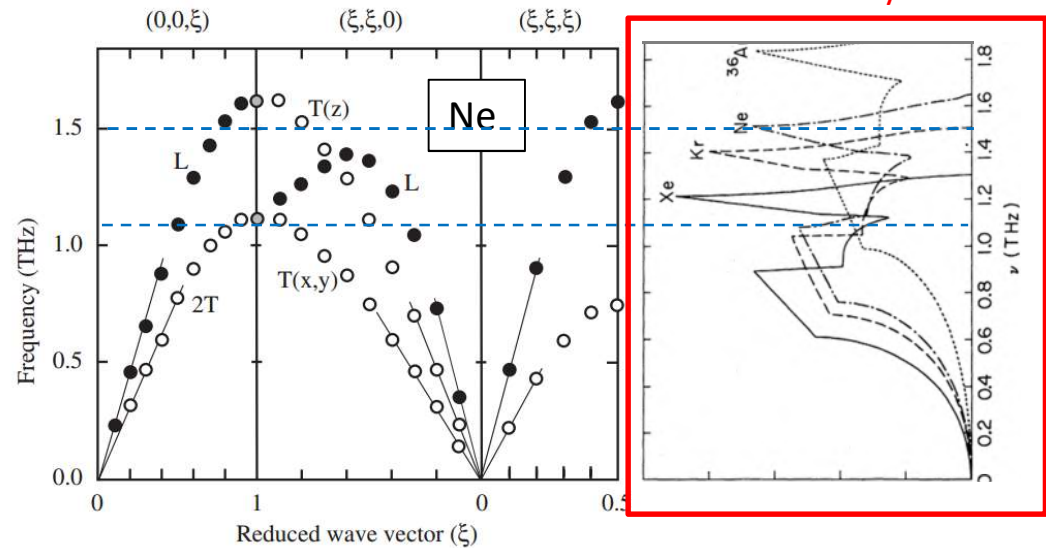 (0,0,ξ) (ξ,ξ,0) (ξ,ξ,ξ)
Frequency (THz)
1.5
1.0
0.5
0.0
L
2T
T(z)
Ne
L
T(x,y)
0 1 0 0.5
Reduced wave vector (ξ)
36A
Ne
Kr
Xe
1.8
1.6
1.4
1.2
1.0
0.8
0.6
0.4
0.2
0
ν (THz)